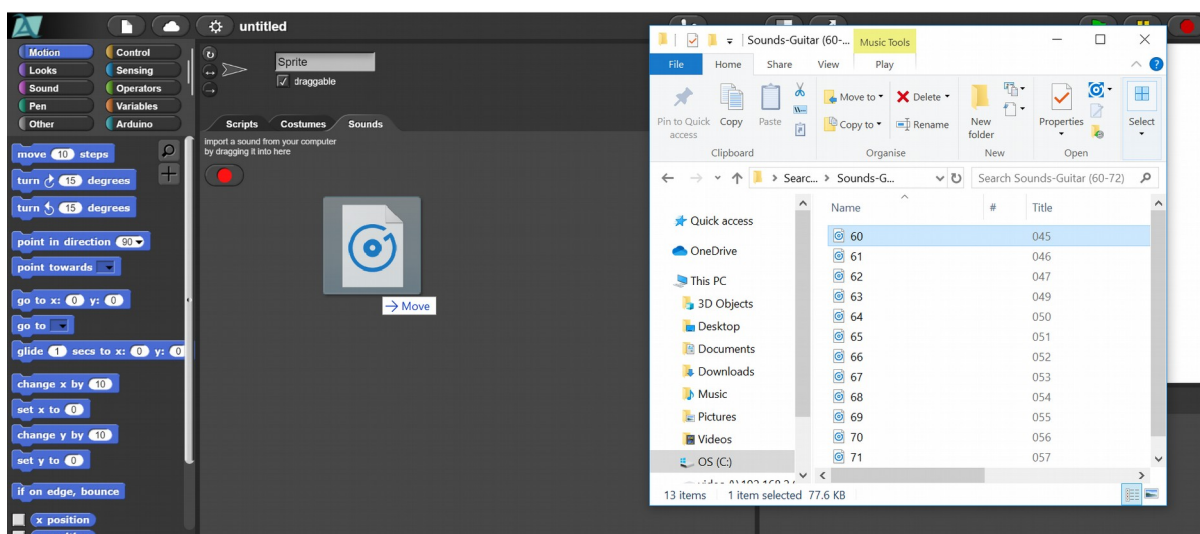 untitled
Motion Control
Looks Sensing
Sound Operators
Pen Variables
Other Arduino
Sprite
draggable
Scripts Costumes Sounds
import a sound from your computer
by dragging it into here
move 10 steps
turn 15 degrees
turn 15 degrees
point in direction 90
point towards
go to x: 0 y: 0
go to
glide 1 secs to x: 0 y: 0
change x by 10
set x to 0
change y by 10
set y to 0
if on edge, bounce
x position
Move
Sounds-Guitar (60-... Music Tools
File Home Share View Play
Pin to Quick access
Copy
Paste
Move to
Copy to
Delete
Rename
New folder
Properties
Select
Clipboard Organise New Open
Searc... Sounds-G... Search Sounds-Guitar (60-72)
Quick access
OneDrive
This PC
3D Objects
Desktop
Documents
Downloads
Music
Pictures
Videos
OS (C:)
Name # Title
60 045
61 046
62 047
63 049
64 050
65 051
66 052
67 053
68 054
69 055
70 056
71 057
13 items 1 item selected 77.6 KB